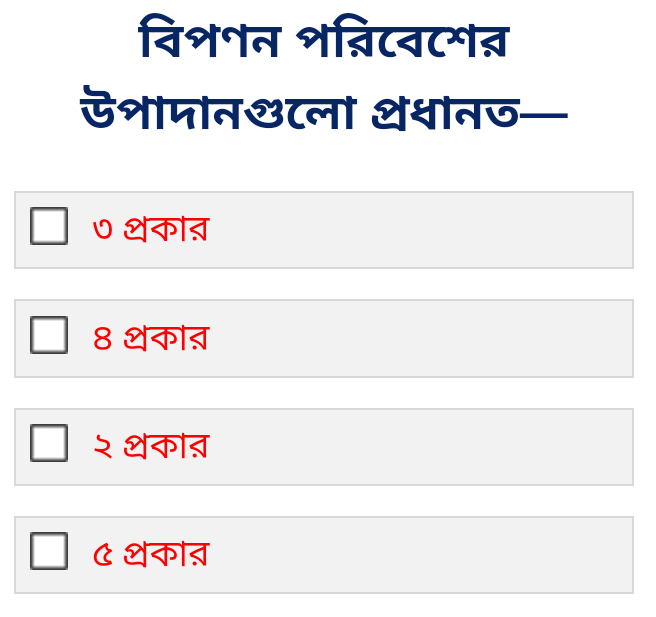 বিপণন পরিবেশের
উপাদানগুলো প্রধানত—
৩ প্রকার
৪ প্রকার
২ প্রকার
৫ প্রকার